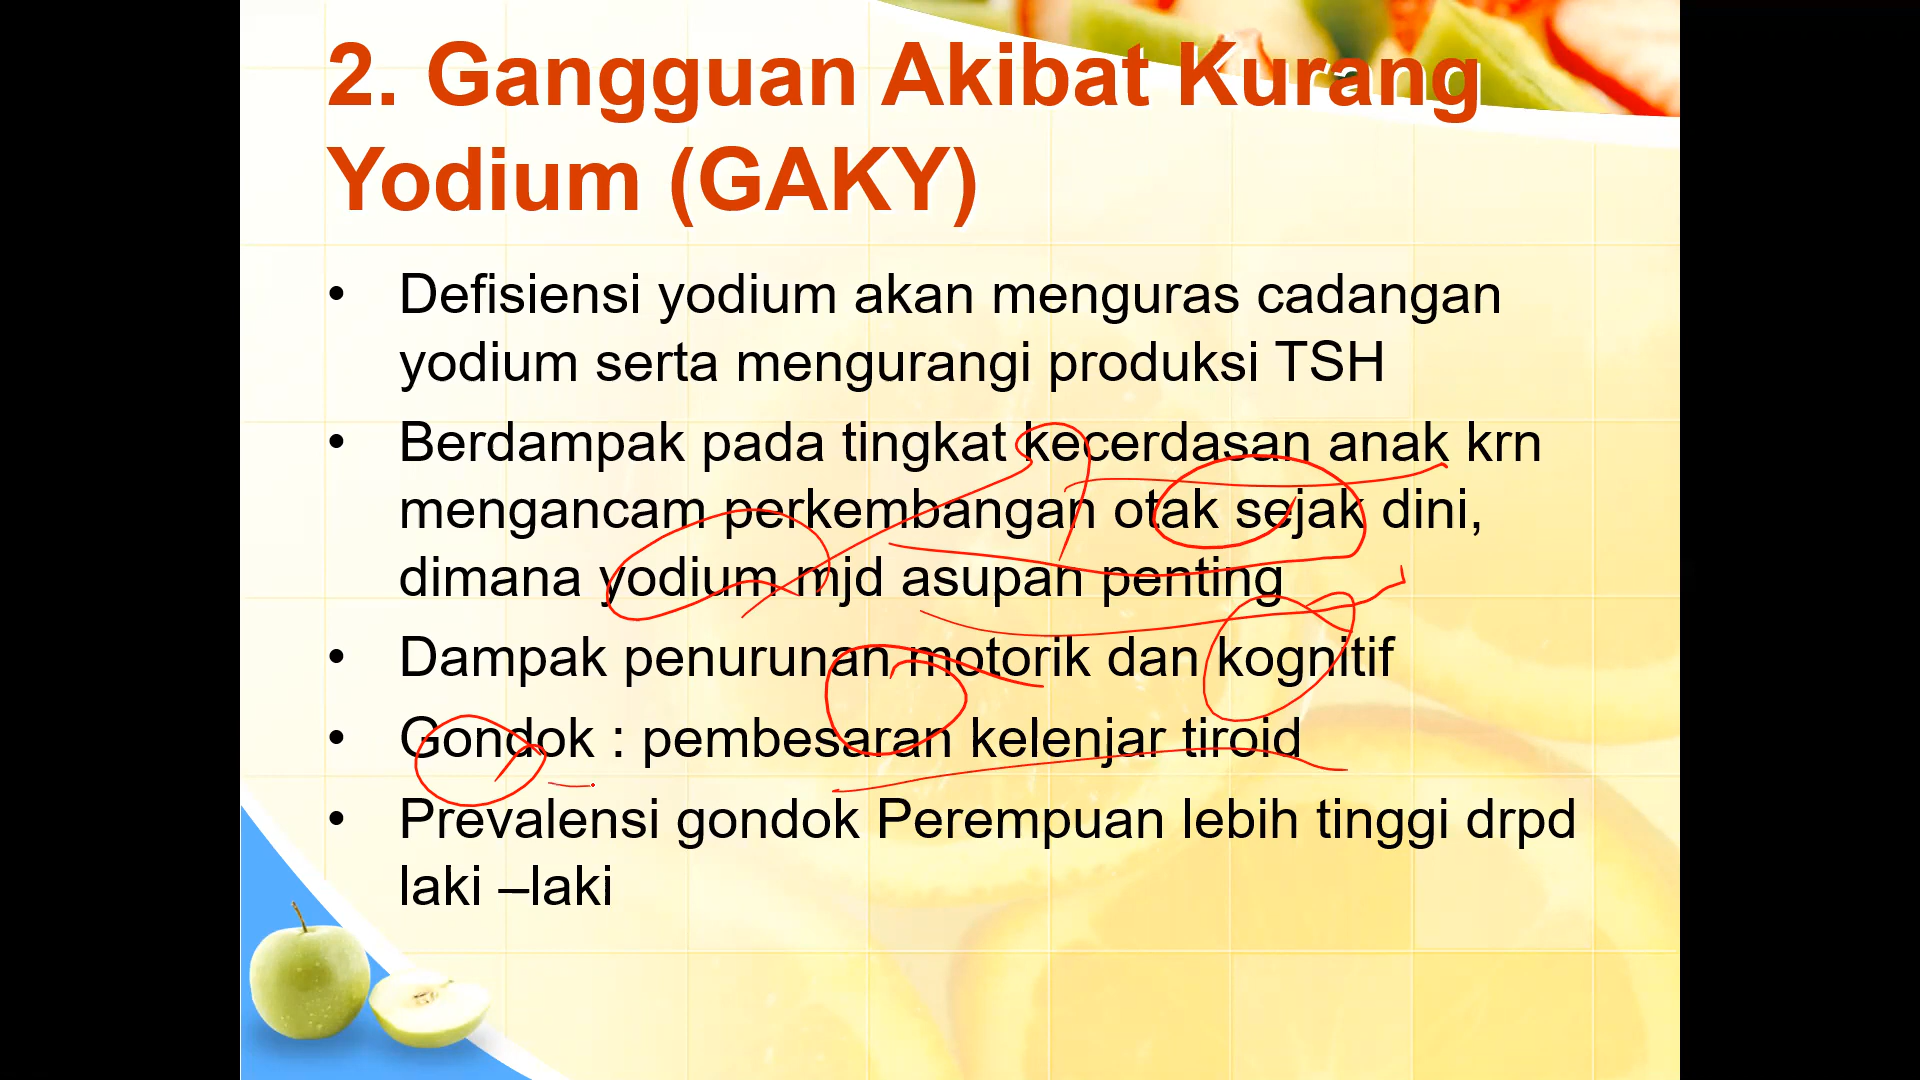 2. Gangguan Akibat Kurang
Yodium (GAKY)
• Defisiensi yodium akan menguras cadangan
yodium serta mengurangi produksi TSH
• Berdampak pada tingkat kecerdasan anak krn
mengancam perkembangan otak sejak dini,
dimana yodium mjd asupan penting
• Dampak penurunan motorik dan kognitif
• Gondok : pembesaran kelenjar tiroid
• Prevalensi gondok Perempuan lebih tinggi drpd
laki –laki